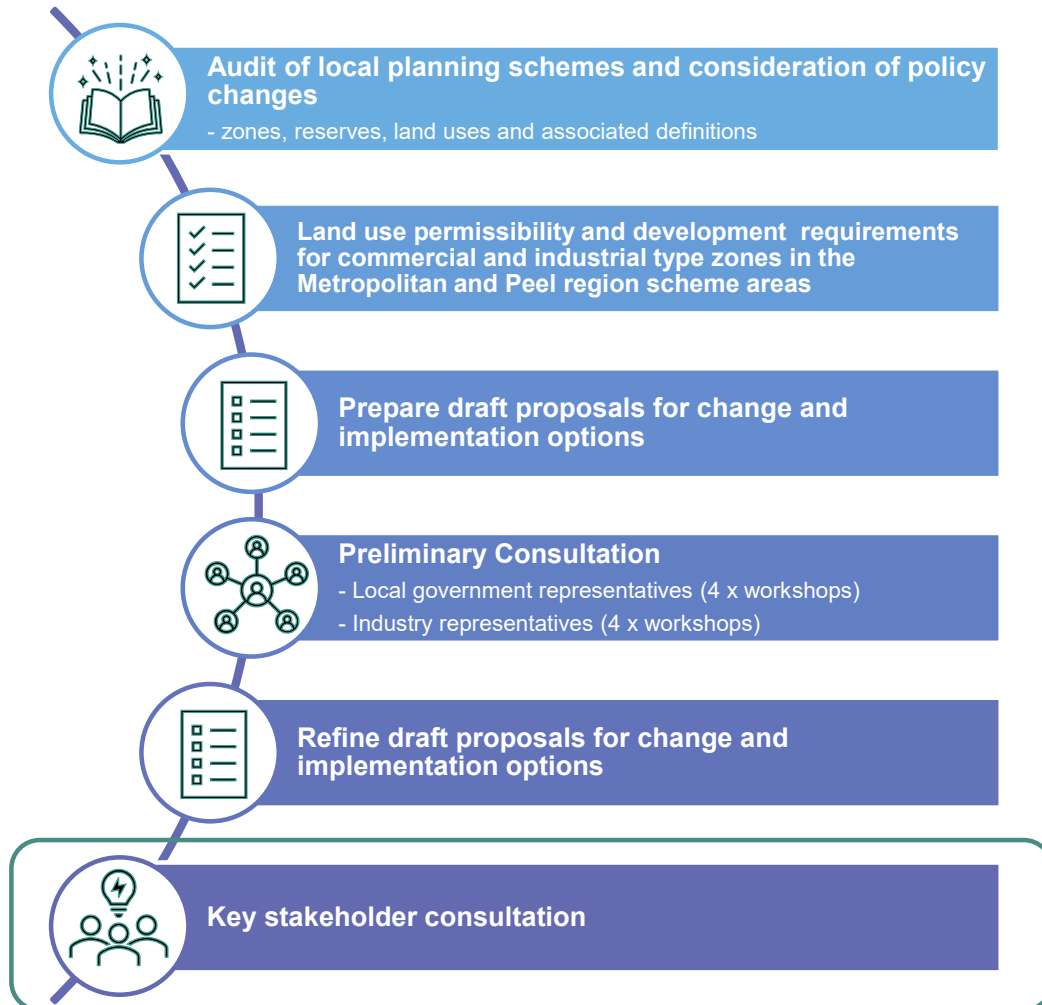 Audit of local planning schemes and consideration of policy
changes
- zones, reserves, land uses and associated definitions
Land use permissibility and development requirements
for commercial and industrial type zones in the
Metropolitan and Peel region scheme areas
Prepare draft proposals for change and
implementation options
Preliminary Consultation
- Local government representatives (4 x workshops)
- Industry representatives (4 x workshops)
Refine draft proposals for change and
implementation options
Key stakeholder consultation